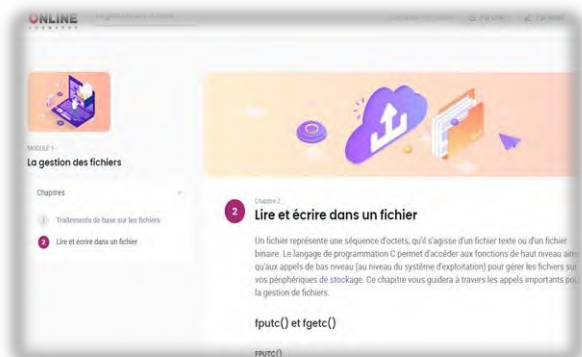 ONLINE
MODULE
La gestion des fichiers
Chapitres
1 Traitements de base sur les fichiers
2 Lire et écrire dans un fichier
Chapitre 2
2 Lire et écrire dans un fichier
Un fichier représente une séquence d'octets, qu'il s'agisse d'un fichier texte ou d'un fichier
binaire. Le langage de programmation C permet d'accéder aux fonctions de haut niveau ainsi
qu'aux appels de bas niveau (au niveau du système d'exploitation) pour gérer les fichiers sur
vos périphériques de stockage. Ce chapitre vous guidera à travers les appels importants pour
la gestion de fichiers.
fputc() et fgetc()
FPUTC()